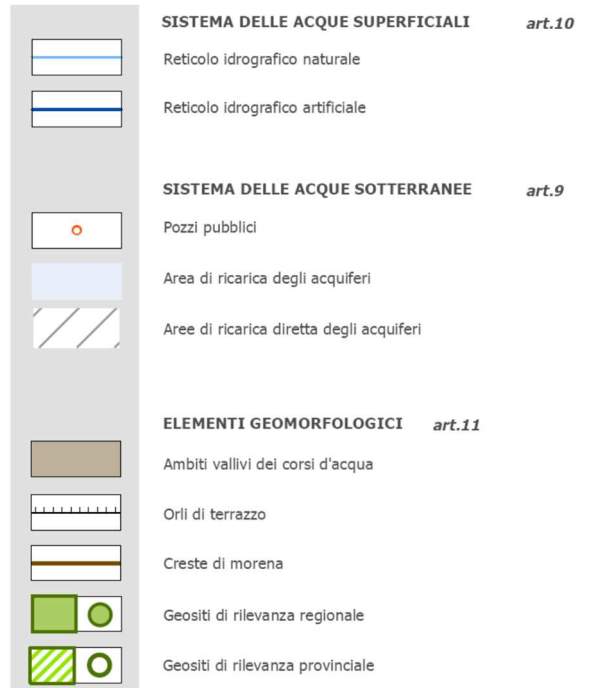 SISTEMA DELLE ACQUE SUPERFICIALI art.10
Reticolo idrografico naturale
Reticolo idrografico artificiale
SISTEMA DELLE ACQUE SOTTERRANEE art.9
Pozzi pubblici
Area di ricarica degli acquiferi
Aree di ricarica diretta degli acquiferi
ELEMENTI GEOMORFOLOGICI art.11
Ambiti vallivi dei corsi d'acqua
Orli di terrazzo
Creste di morena
Geositi di rilevanza regionale
Geositi di rilevanza provinciale